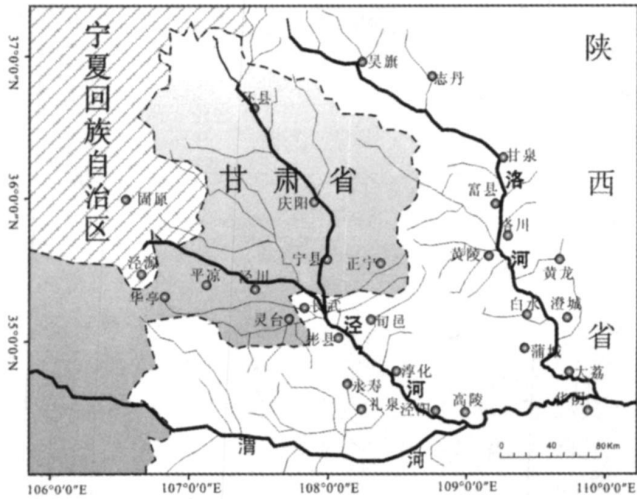 宁夏回族自治区
甘肃省
陕西省
37°0'0"N
36°0'0"N
35°0'0"N
吴旗
志丹
环县
甘泉
洛河
富县
洛川
固原
庆阳
黄陵
黄龙
宁县
正宁
泾源
平凉
泾川
华亭
长武
灵台
旬邑
彬县
泾河
白水
澄城
蒲城
大荔
淳化
永寿
礼泉
泾阳
高陵
华阴
渭河
0 20 40 80 Km
106°0'0"E
107°0'0"E
108°0'0"E
109°0'0"E
110°0'0"E